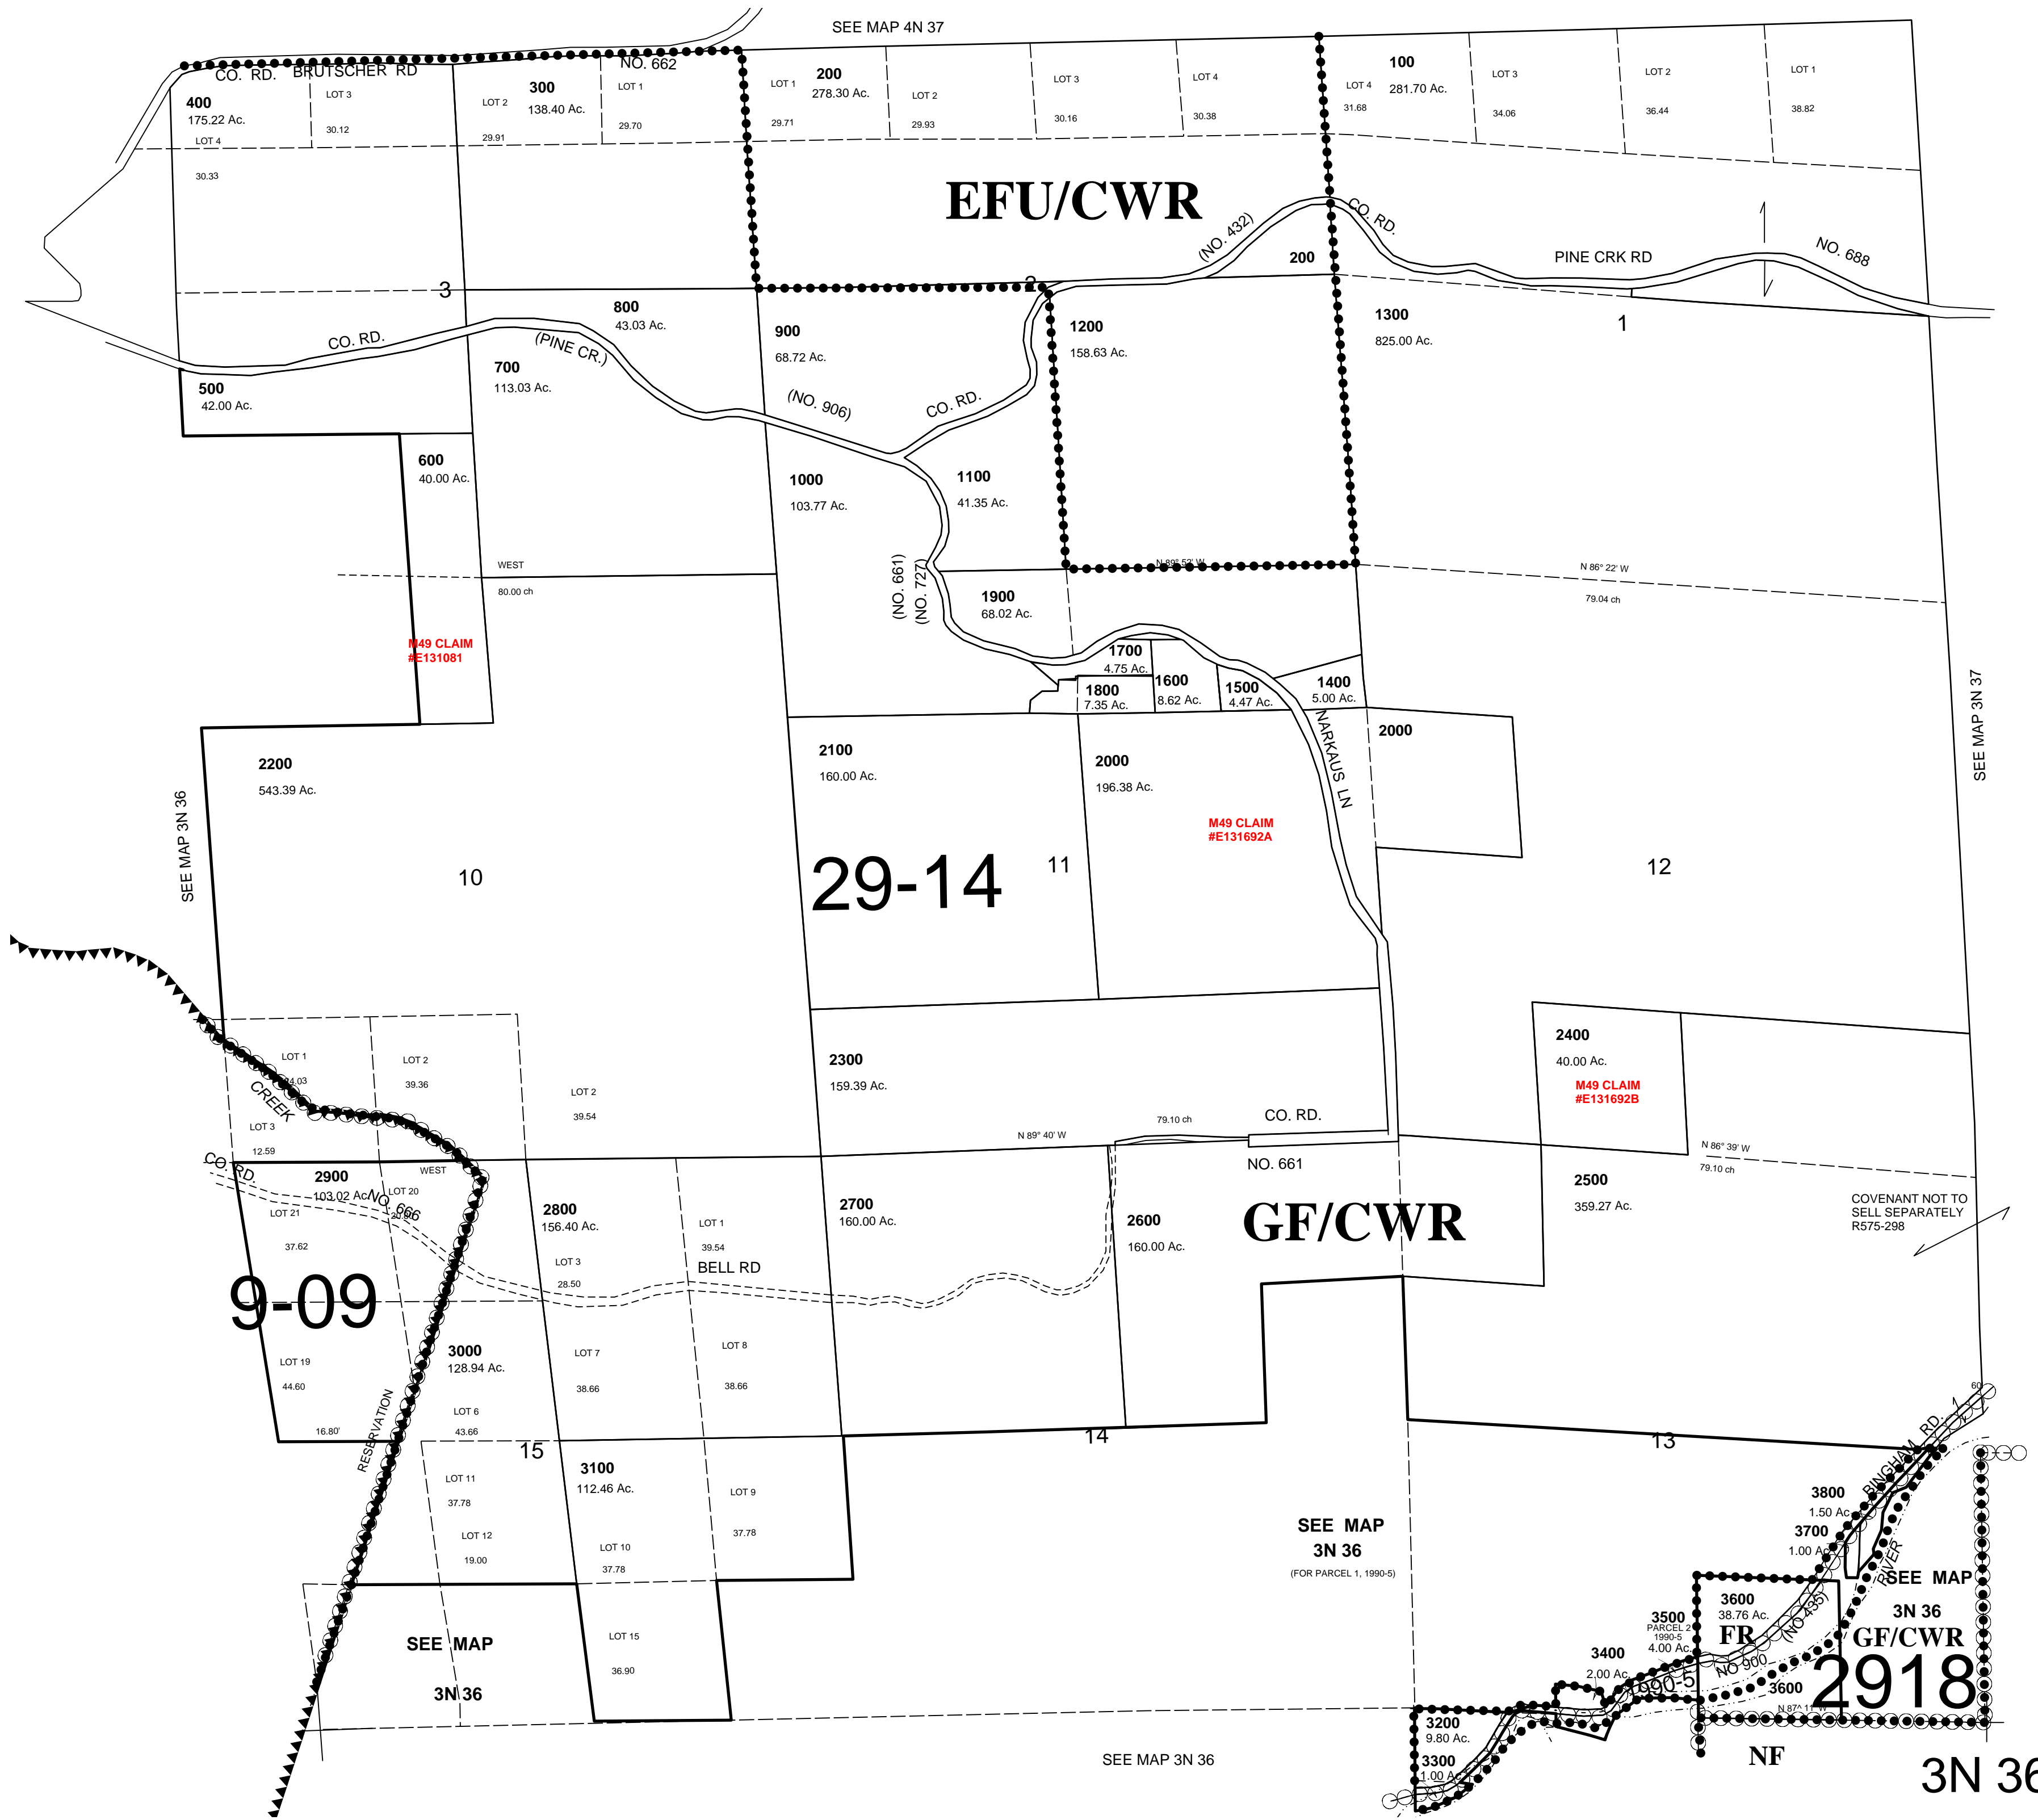 SEE MAP 4N 37
CO. RD. BRUTSCHER RD
NO. 662
400
175.22 Ac.
LOT 4
30.33
LOT 3
30.12
LOT 2
29.91
300
138.40 Ac.
LOT 1
29.70
LOT 1
29.71
200
278.30 Ac.
LOT 2
29.93
LOT 3
30.16
LOT 4
30.38
LOT 4
31.68
100
281.70 Ac.
LOT 3
34.06
LOT 2
36.44
LOT 1
38.82
EFU/CWR
(NO. 432)
CO. RD.
200
PINE CRK RD
NO. 688
3
2
1
800
43.03 Ac.
CO. RD.
(PINE CR.)
900
68.72 Ac.
1200
158.63 Ac.
1300
825.00 Ac.
500
42.00 Ac.
700
113.03 Ac.
(NO. 906)
CO. RD.
600
40.00 Ac.
1000
103.77 Ac.
1100
41.35 Ac.
WEST
80.00 ch
(NO. 661)
(NO. 727)
N 89° 52' W
N 86° 22' W
79.04 ch
1900
68.02 Ac.
M49 CLAIM
#E131081
1700
4.75 Ac.
1800
7.35 Ac.
1600
8.62 Ac.
1500
4.47 Ac.
1400
5.00 Ac.
NARKAUS LN
SEE MAP 3N 37
2200
543.39 Ac.
2100
160.00 Ac.
2000
196.38 Ac.
2000
M49 CLAIM
#E131692A
SEE MAP 3N 36
10
29-14
11
12
LOT 1
24.03
LOT 2
39.36
LOT 2
39.54
CREEK
LOT 3
12.59
2300
159.39 Ac.
2400
40.00 Ac.
M49 CLAIM
#E131692B
N 89° 40' W
79.10 ch
CO. RD.
NO. 661
N 86° 39' W
79.10 ch
CO. RD.
2900
103.02 Ac.
WEST
NO. 666
LOT 20
LOT 21
37.62
2800
156.40 Ac.
LOT 1
39.54
LOT 3
28.50
BELL RD
2700
160.00 Ac.
2600
160.00 Ac.
GF/CWR
2500
359.27 Ac.
COVENANT NOT TO
SELL SEPARATELY
R575-298
9-09
LOT 19
44.60
16.80'
RESERVATION
3000
128.94 Ac.
LOT 6
43.66
LOT 7
38.66
LOT 8
38.66
15
14
13
LOT 11
37.78
LOT 12
19.00
3100
112.46 Ac.
LOT 9
37.78
LOT 10
37.78
LOT 15
36.90
SEE MAP
3N 36
SEE MAP
3N 36
(FOR PARCEL 1, 1990-5)
60'
BINGHAM RD.
3800
1.50 Ac.
3700
1.00 Ac.
RIVER
SEE MAP
3N 36
GF/CWR
3600
38.76 Ac.
FR
(NO 435)
3500
PARCEL 2
1990-5
4.00 Ac.
NO 900
3400
2.00 Ac.
1990-5
3600
2918
N 87^ 11' W
3200
9.80 Ac.
3300
1.00 Ac.
SEE MAP 3N 36
NF
3N 36